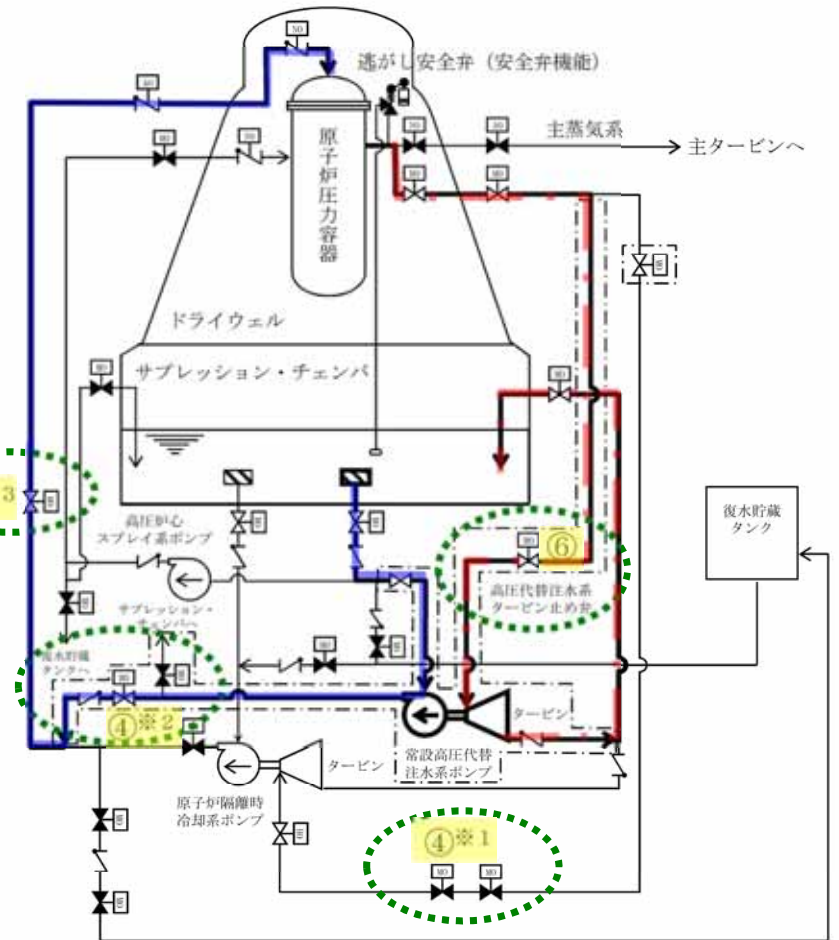 逃がし安全弁（安全弁機能）
主蒸気系
主タービンへ
原子炉圧力容器
ドライウェル
サプレッション・チェンバ
3
高圧炉心
スプレイ系ポンプ
⑥
高圧代替注水系
タービン止め弁
復水貯蔵
タンク
サプレッション・
チェンバへ
復水貯蔵
タンクへ
④※2
タービン
常設高圧代替
注水系ポンプ
タービン
原子炉隔離時
冷却系ポンプ
④※1
MO
MO